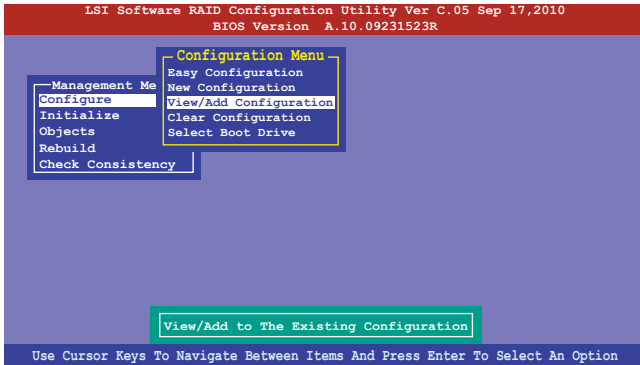 LSI Software RAID Configuration Utility Ver C.05 Sep 17,2010
BIOS Version A.10.09231523R
Management Me
Configure
Initialize
Objects
Rebuild
Check Consistency
Configuration Menu
Easy Configuration
New Configuration
View/Add Configuration
Clear Configuration
Select Boot Drive
View/Add to The Existing Configuration
Use Cursor Keys To Navigate Between Items And Press Enter To Select An Option